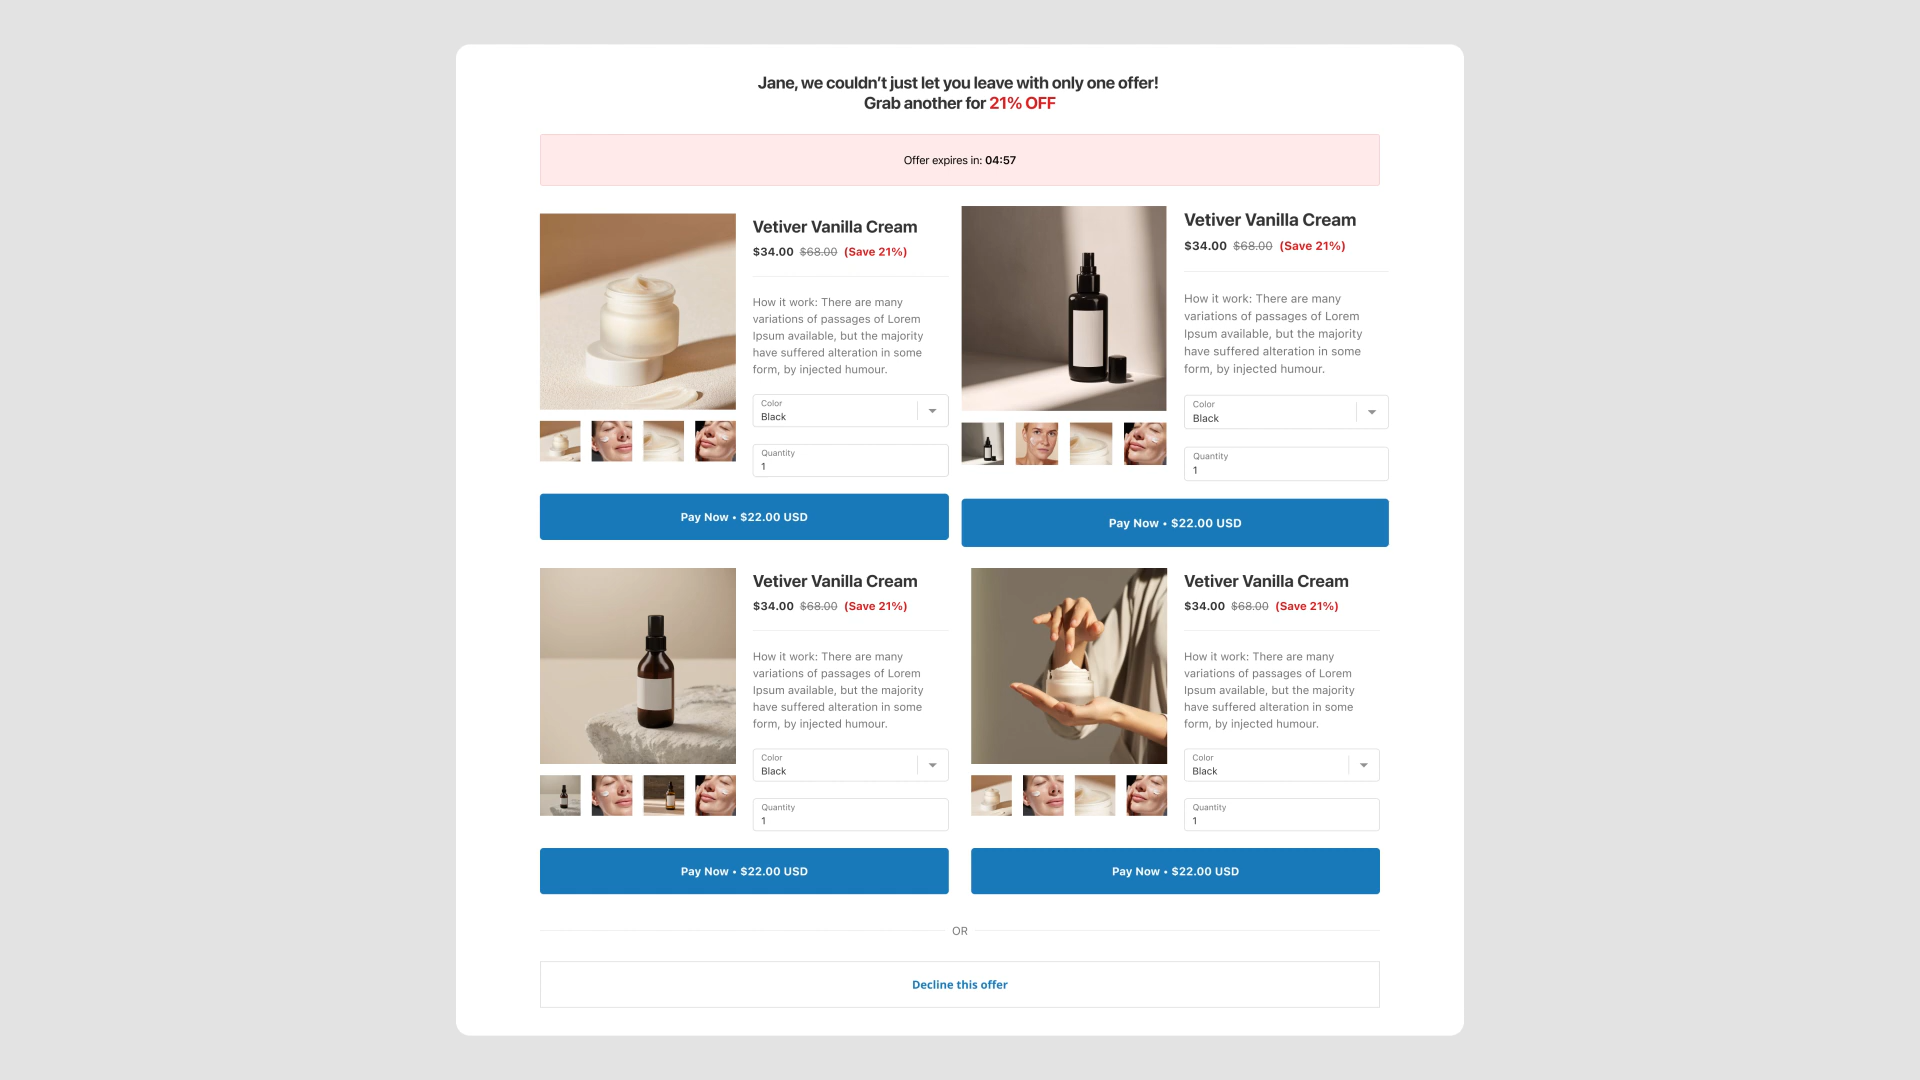 Jane, we couldn't just let you leave with only one offer!
Grab another for 21% OFF
Offer expires in: 04:57
Vetiver Vanilla Cream
$34.00 $68.00 (Save 21%)
How it work: There are many
variations of passages of Lorem
Ipsum available, but the majority
have suffered alteration in some
form, by injected humour.
Color
Black
Quantity
1
Pay Now • $22.00 USD
Vetiver Vanilla Cream
$34.00 $68.00 (Save 21%)
How it work: There are many
variations of passages of Lorem
Ipsum available, but the majority
have suffered alteration in some
form, by injected humour.
Color
Black
Quantity
1
Pay Now • $22.00 USD
Vetiver Vanilla Cream
$34.00 $68.00 (Save 21%)
How it work: There are many
variations of passages of Lorem
Ipsum available, but the majority
have suffered alteration in some
form, by injected humour.
Color
Black
Quantity
1
Pay Now • $22.00 USD
Vetiver Vanilla Cream
$34.00 $68.00 (Save 21%)
How it work: There are many
variations of passages of Lorem
Ipsum available, but the majority
have suffered alteration in some
form, by injected humour.
Color
Black
Quantity
1
Pay Now • $22.00 USD
OR
Decline this offer